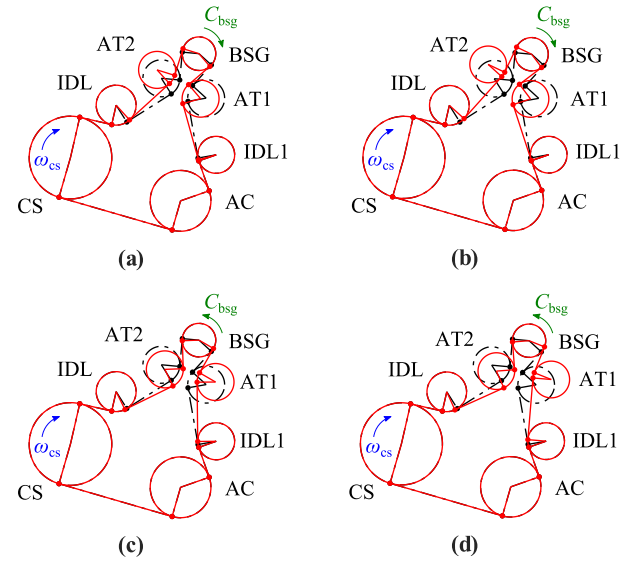 C_bsg
AT2
BSG
IDL
AT1
ω_cs
IDL1
CS
AC
(a)
C_bsg
AT2
BSG
IDL
AT1
ω_cs
IDL1
CS
AC
(b)
C_bsg
AT2
BSG
IDL
AT1
ω_cs
IDL1
CS
AC
(c)
C_bsg
AT2
BSG
IDL
AT1
ω_cs
IDL1
CS
AC
(d)